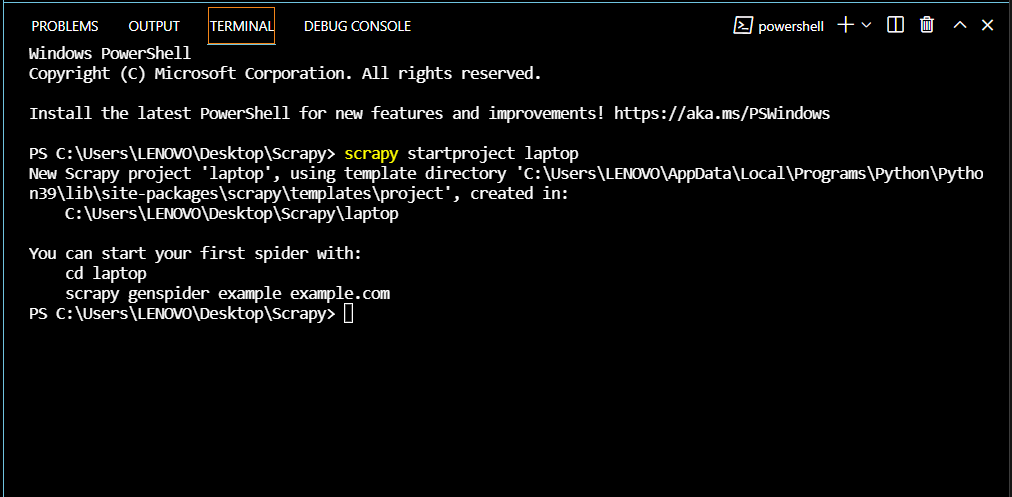 PROBLEMS OUTPUT TERMINAL DEBUG CONSOLE powershell
Windows PowerShell
Copyright (C) Microsoft Corporation. All rights reserved.
Install the latest PowerShell for new features and improvements! https://aka.ms/PSWindows
PS C:\Users\LENOVO\Desktop\Scrapy> scrapy startproject laptop
New Scrapy project 'laptop', using template directory 'C:\Users\LENOVO\AppData\Local\Programs\Python\Pytho
n39\lib\site-packages\scrapy\templates\project', created in:
    C:\Users\LENOVO\Desktop\Scrapy\laptop
You can start your first spider with:
    cd laptop
    scrapy genspider example example.com
PS C:\Users\LENOVO\Desktop\Scrapy>